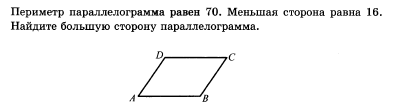 Периметр параллелограмма равен 70. Меньшая сторона равна 16.
Найдите большую сторону параллелограмма.
D C
A B